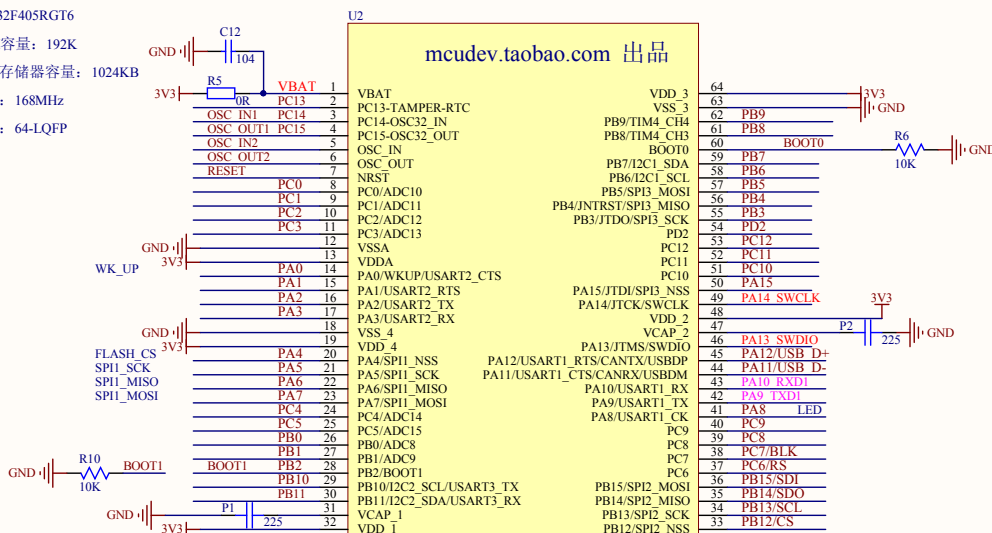 32F405RGT6
容量：192K
存储器容量：1024KB
：168MHz
：64-LQFP
U2
mcudev.taobao.com 出品
GND
C12
104
3V3
R5
0R
VBAT 1 VBAT
PC13 2 PC13-TAMPER-RTC
OSC_IN1 PC14 3 PC14-OSC32_IN
OSC_OUT1 PC15 4 PC15-OSC32_OUT
OSC_IN2 5 OSC_IN
OSC_OUT2 6 OSC_OUT
RESET 7 NRST
PC0 8 PC0/ADC10
PC1 9 PC1/ADC11
PC2 10 PC2/ADC12
PC3 11 PC3/ADC13
GND 12 VSSA
3V3 13 VDDA
WK_UP PA0 14 PA0/WKUP/USART2_CTS
PA1 15 PA1/USART2_RTS
PA2 16 PA2/USART2_TX
PA3 17 PA3/USART2_RX
GND 18 VSS_4
3V3 19 VDD_4
FLASH_CS PA4 20 PA4/SPI1_NSS
SPI1_SCK PA5 21 PA5/SPI1_SCK
SPI1_MISO PA6 22 PA6/SPI1_MISO
SPI1_MOSI PA7 23 PA7/SPI1_MOSI
PC4 24 PC4/ADC14
PC5 25 PC5/ADC15
PB0 26 PB0/ADC8
PB1 27 PB1/ADC9
GND R10 10K BOOT1
BOOT1 PB2 28 PB2/BOOT1
PB10 29 PB10/I2C2_SCL/USART3_TX
PB11 30 PB11/I2C2_SDA/USART3_RX
GND P1 225 31 VCAP_1
3V3 32 VDD_1
VDD_3 64 3V3
VSS_3 63 GND
PB9/TIM4_CH4 62 PB9
PB8/TIM4_CH3 61 PB8
BOOT0 60 BOOT0 R6 10K GND
PB7/I2C1_SDA 59 PB7
PB6/I2C1_SCL 58 PB6
PB5/SPI3_MOSI 57 PB5
PB4/JNTRST/SPI3_MISO 56 PB4
PB3/JTDO/SPI3_SCK 55 PB3
PD2 54 PD2
PC12 53 PC12
PC11 52 PC11
PC10 51 PC10
PA15/JTDI/SPI3_NSS 50 PA15
PA14/JTCK/SWCLK 49 PA14 SWCLK
VDD_2 48 3V3
VCAP_2 47 P2 225 GND
PA13/JTMS/SWDIO 46 PA13 SWDIO
PA12/USART1_RTS/CANTX/USBDP 45 PA12/USB_D+
PA11/USART1_CTS/CANRX/USBDM 44 PA11/USB_D-
PA10/USART1_RX 43 PA10 RXD1
PA9/USART1_TX 42 PA9 TXD1
PA8/USART1_CK 41 PA8 LED
PC9 40 PC9
PC8 39 PC8
PC7 38 PC7/BLK
PC6 37 PC6/RS
PB15/SPI2_MOSI 36 PB15/SDI
PB14/SPI2_MISO 35 PB14/SDO
PB13/SPI2_SCK 34 PB13/SCL
PB12/SPI2_NSS 33 PB12/CS